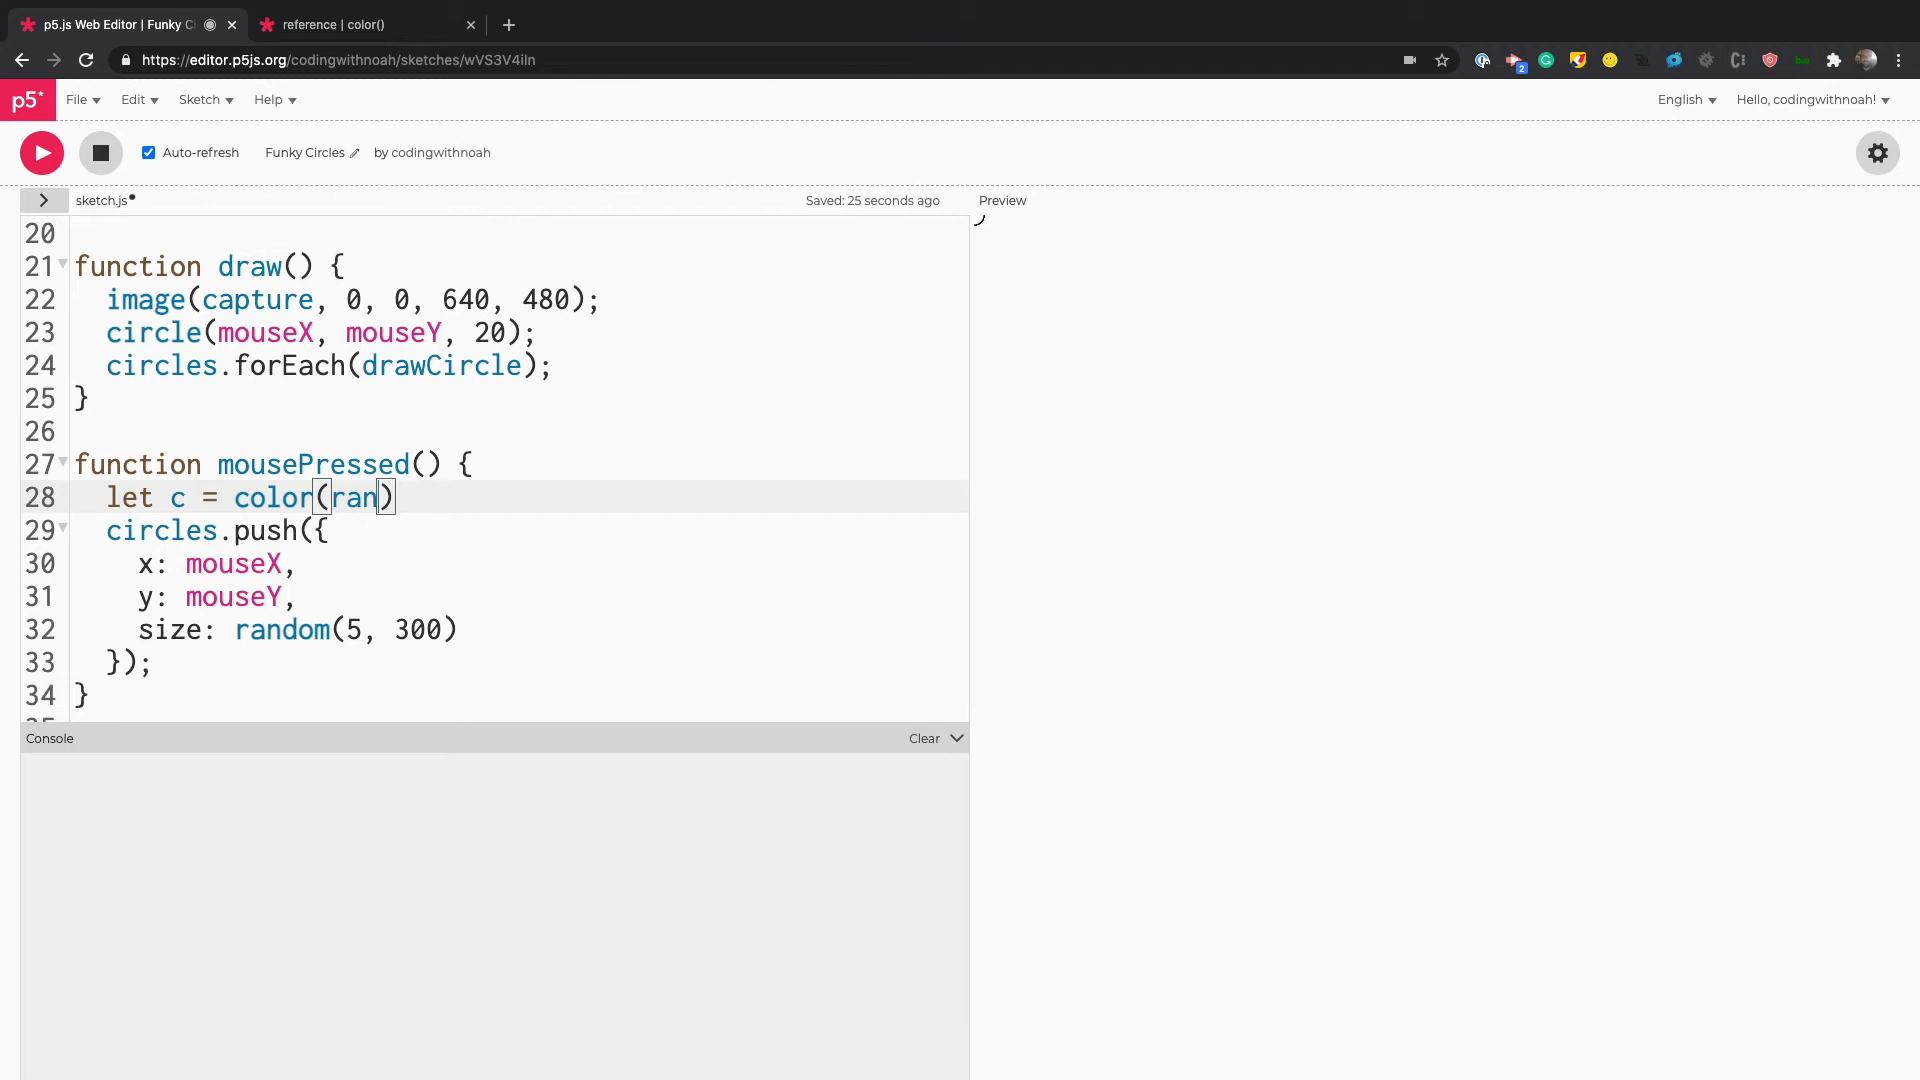 p5.js Web Editor | Funky C
reference | color()
https://editor.p5js.org/codingwithnoah/sketches/wVS3V4iln
2
p5* File Edit Sketch Help English Hello, codingwithnoah!
Auto-refresh Funky Circles by codingwithnoah
sketch.js Saved: 25 seconds ago Preview
20
21 function draw() {
22 image(capture, 0, 0, 640, 480);
23 circle(mouseX, mouseY, 20);
24 circles.forEach(drawCircle);
25 }
26
27 function mousePressed() {
28 let c = color(ran)
29 circles.push({
30 x: mouseX,
31 y: mouseY,
32 size: random(5, 300)
33 });
34 }
Console Clear